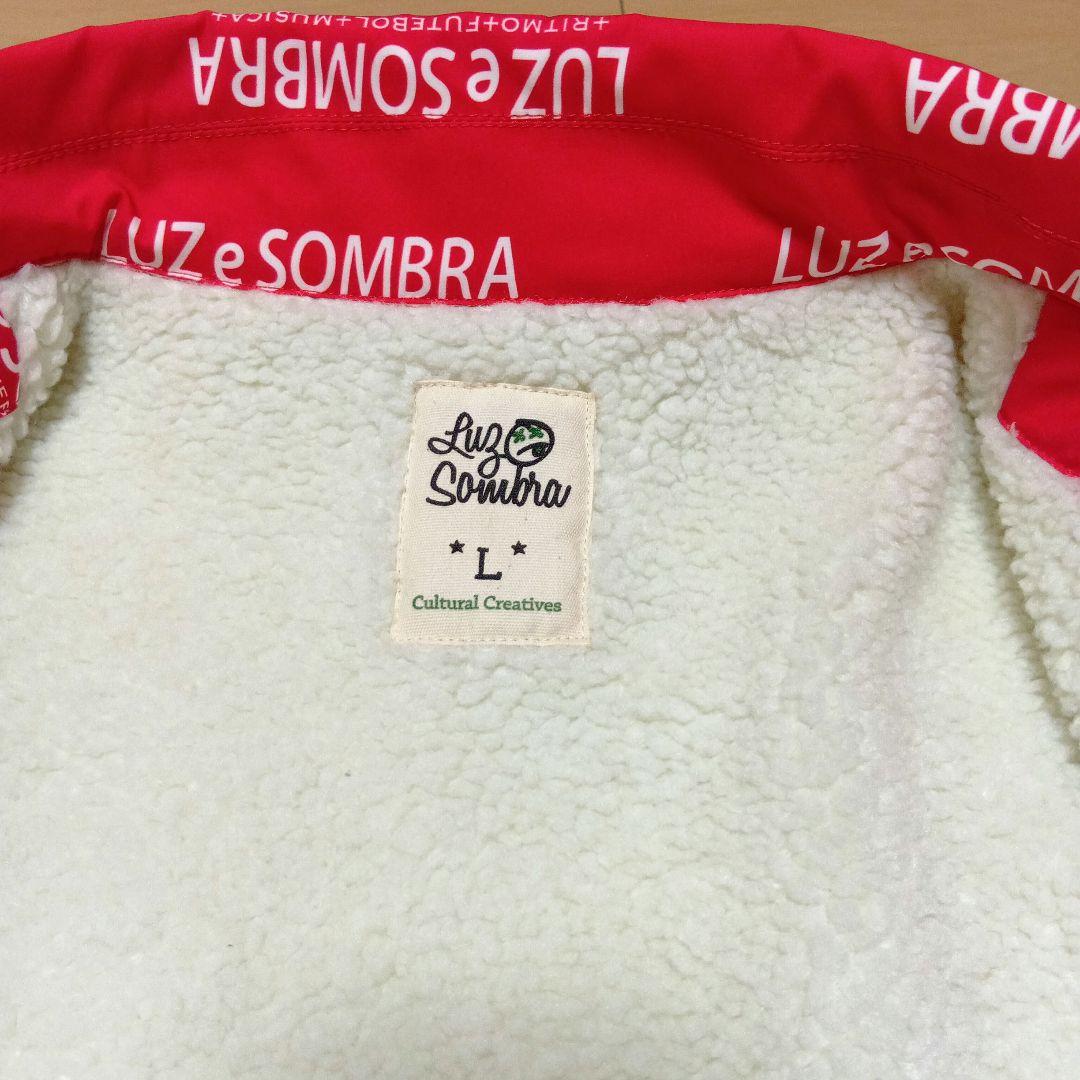 +RITMO+FUTEBOL+MUSICA+
LUZ e SOMBRA
LUZ e SOMBRA
LUZ e SOMBRA
Luz
Sombra
★ L ★
Cultural Creatives